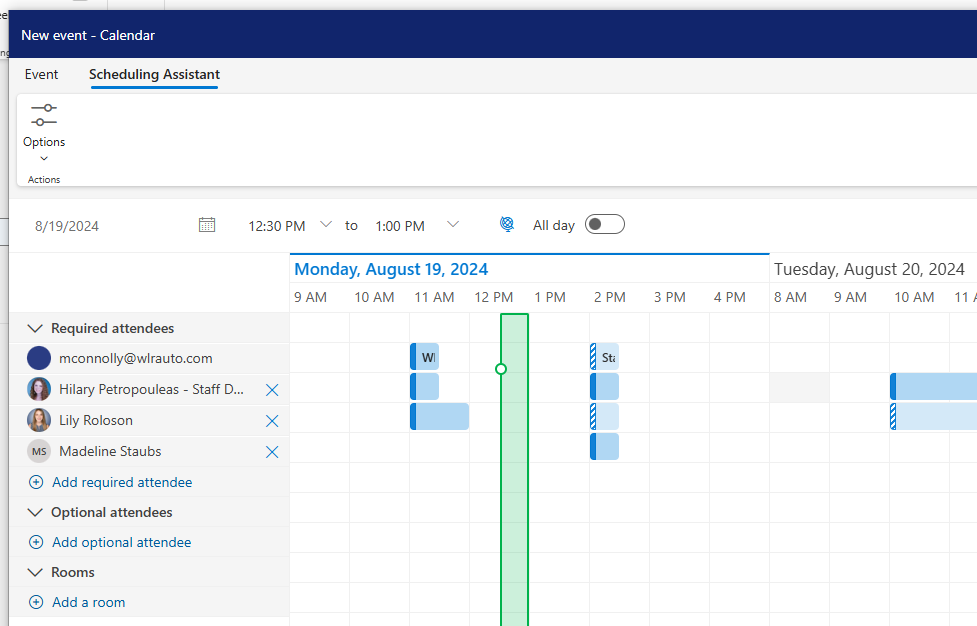 New event - Calendar
Event Scheduling Assistant
Options
Actions
8/19/2024 12:30 PM to 1:00 PM All day
Monday, August 19, 2024 Tuesday, August 20, 2024
9 AM 10 AM 11 AM 12 PM 1 PM 2 PM 3 PM 4 PM 8 AM 9 AM 10 AM 11 A
Required attendees
mconnolly@wlrauto.com Sta
Hilary Petropouleas - Staff D...
Lily Roloson
MS Madeline Staubs
Add required attendee
Optional attendees
Add optional attendee
Rooms
Add a room